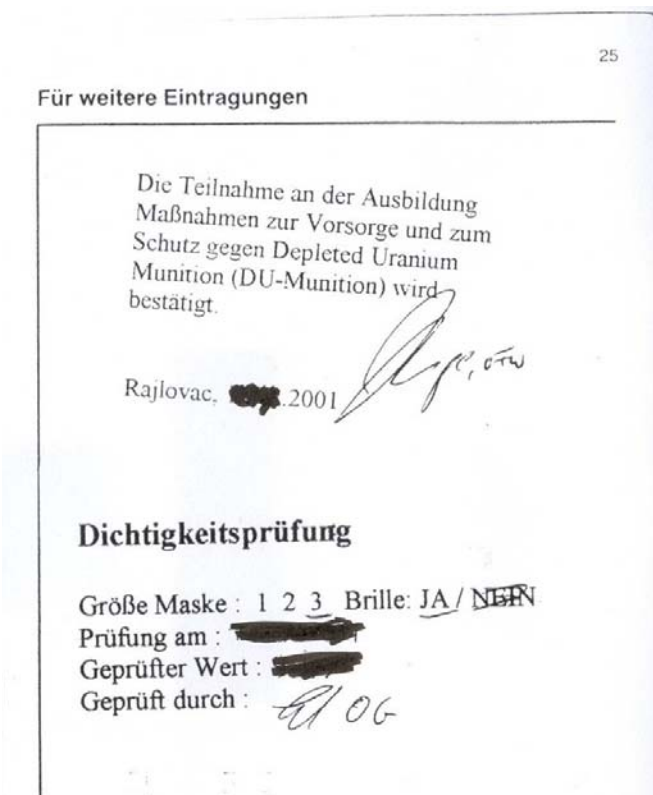 25
Für weitere Eintragungen
Die Teilnahme an der Ausbildung
Maßnahmen zur Vorsorge und zum
Schutz gegen Depleted Uranium
Munition (DU-Munition) wird
bestätigt.
Rajlovac, .2001
Dichtigkeitsprüfung
Größe Maske : 1 2 3 Brille: JA / NEIN
Prüfung am :
Geprüfter Wert :
Geprüft durch : OG